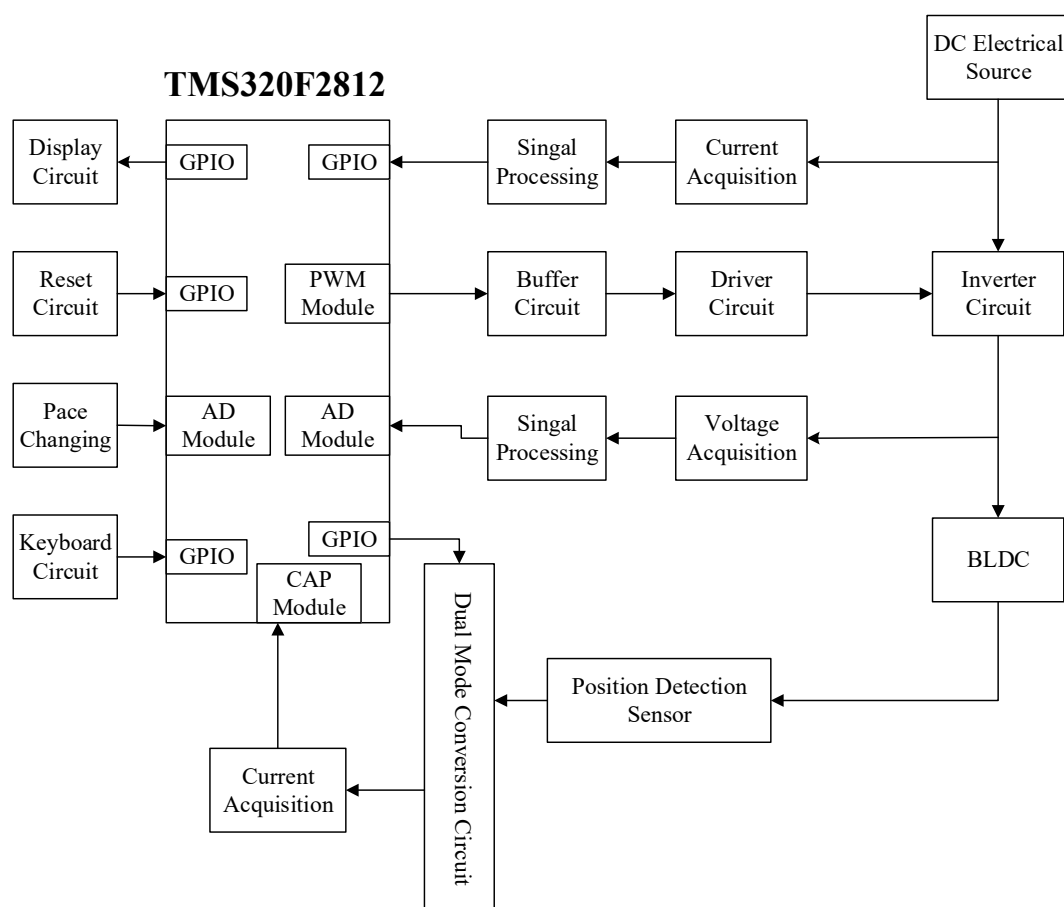 DC Electrical
Source
TMS320F2812
Display
Circuit
GPIO
GPIO
Singal
Processing
Current
Acquisition
Reset
Circuit
GPIO
PWM
Module
Buffer
Circuit
Driver
Circuit
Inverter
Circuit
Pace
Changing
AD
Module
AD
Module
Singal
Processing
Voltage
Acquisition
Keyboard
Circuit
GPIO
GPIO
CAP
Module
BLDC
Dual Mode Conversion Circuit
Position Detection
Sensor
Current
Acquisition